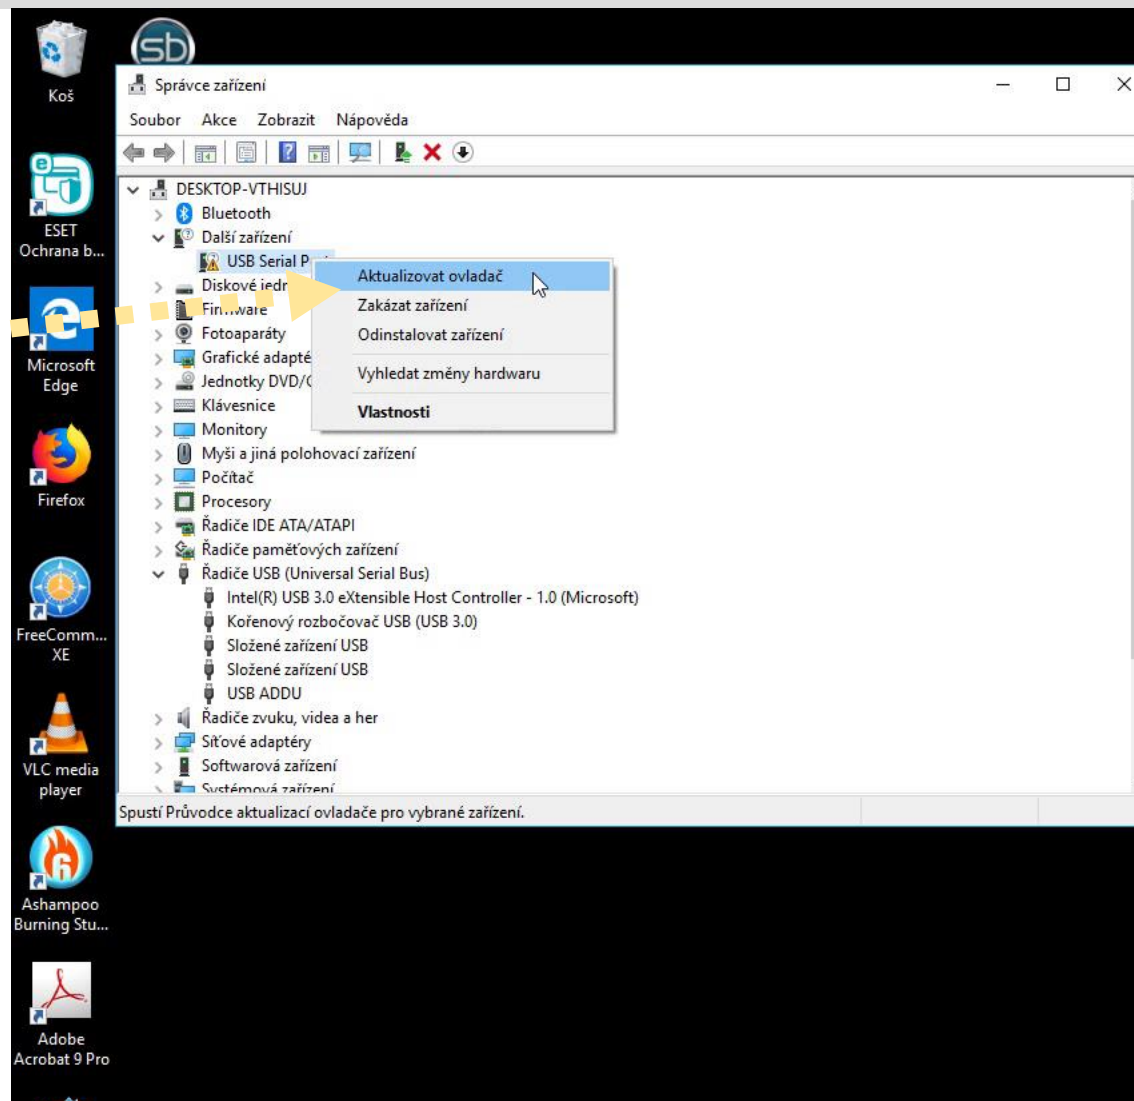 sb
Koš
Správce zařízení
Soubor Akce Zobrazit Nápověda
DESKTOP-VTHISUJ
Bluetooth
Další zařízení
USB Serial
Aktualizovat ovladač
Zakázat zařízení
Odinstalovat zařízení
Vyhledat změny hardwaru
Vlastnosti
Diskové jedn
Firmware
Fotoaparáty
Grafické adapté
Jednotky DVD/C
Klávesnice
Monitory
Myši a jiná polohovací zařízení
Počítač
Procesory
Řadiče IDE ATA/ATAPI
Řadiče paměťových zařízení
Řadiče USB (Universal Serial Bus)
Intel(R) USB 3.0 eXtensible Host Controller - 1.0 (Microsoft)
Kořenový rozbočovač USB (USB 3.0)
Složené zařízení USB
Složené zařízení USB
USB ADDU
Řadiče zvuku, videa a her
Síťové adaptéry
Softwarová zařízení
Systémová zařízení
Spustí Průvodce aktualizací ovladače pro vybrané zařízení.
ESET
Ochrana b...
Microsoft
Edge
Firefox
FreeComm...
XE
VLC media
player
6
Ashampoo
Burning Stu...
Adobe
Acrobat 9 Pro